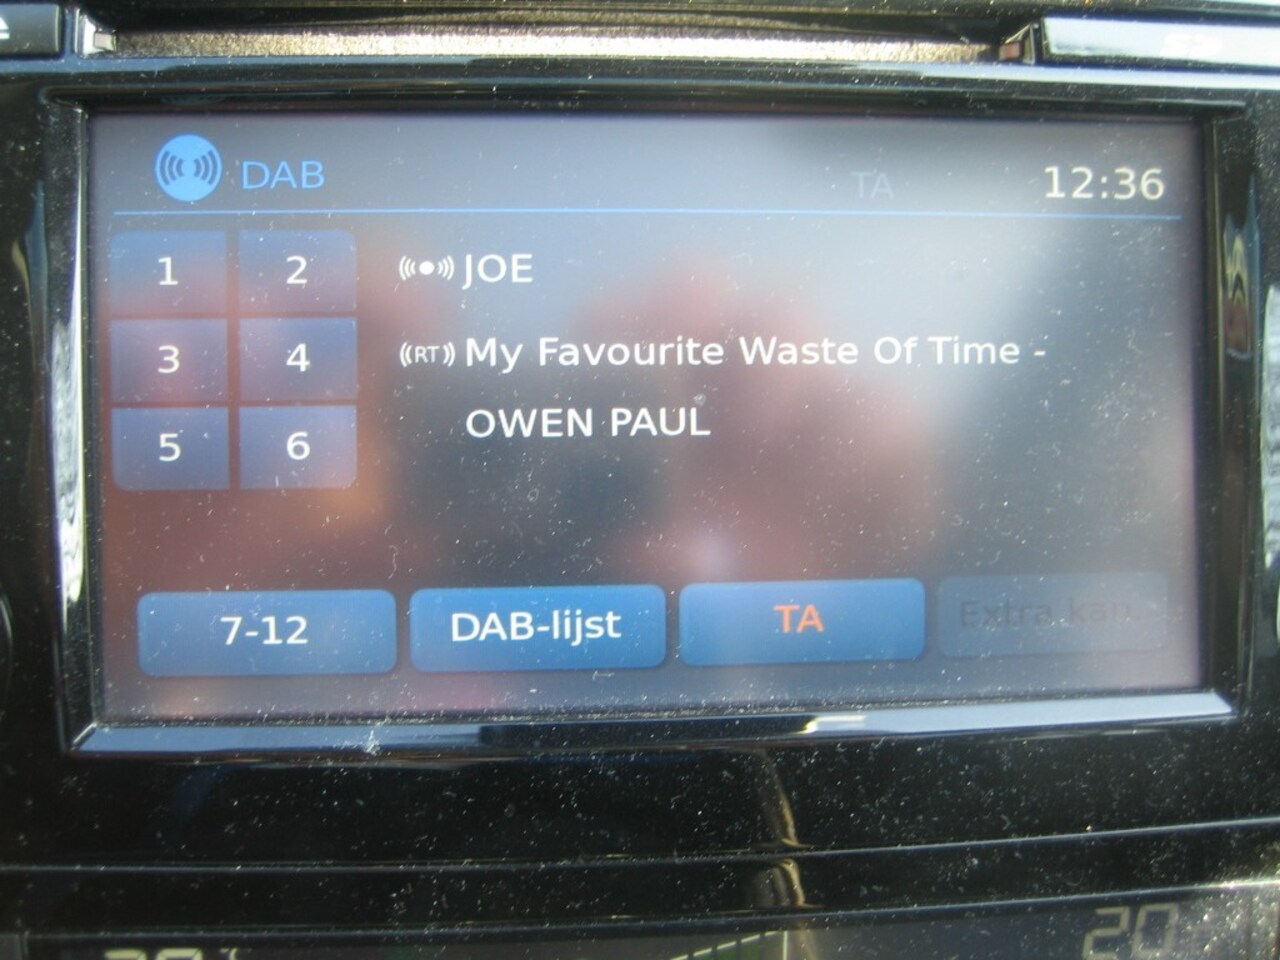 DAB
TA
12:36
1
2
JOE
3
4
(RT) My Favourite Waste Of Time -
OWEN PAUL
5
6
7-12
DAB-lijst
TA
Extra kan...
20